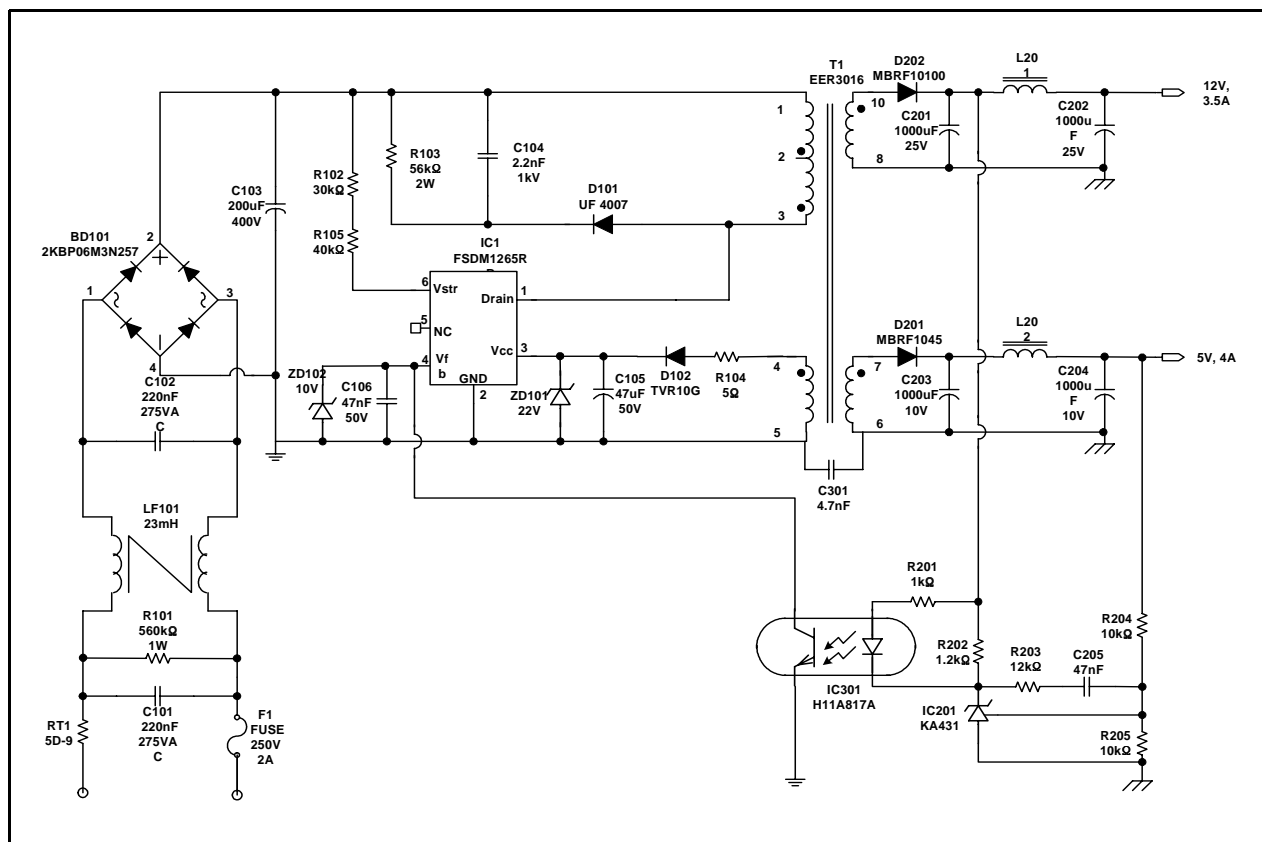 T1
EER3016
D202
MBRF10100
L20
1
12V,
3.5A
C201
1000uF
25V
C202
1000u
F
25V
1
2
3
10
8
R103
56kΩ
2W
C104
2.2nF
1kV
D101
UF 4007
R102
30kΩ
R105
40kΩ
C103
200uF
400V
BD101
2KBP06M3N257
2
1
3
4
IC1
FSDM1265R
6
Vstr
Drain
1
5
NC
4
Vf
b
Vcc
3
GND
2
ZD102
10V
C106
47nF
50V
ZD101
22V
C105
47uF
50V
D102
TVR10G
R104
5Ω
4
5
7
6
D201
MBRF1045
L20
2
5V, 4A
C203
1000uF
10V
C204
1000u
F
10V
C301
4.7nF
C102
220nF
275VA
C
LF101
23mH
R101
560kΩ
1W
C101
220nF
275VA
C
RT1
5D-9
F1
FUSE
250V
2A
R201
1kΩ
R202
1.2kΩ
R203
12kΩ
C205
47nF
R204
10kΩ
R205
10kΩ
IC301
H11A817A
IC201
KA431